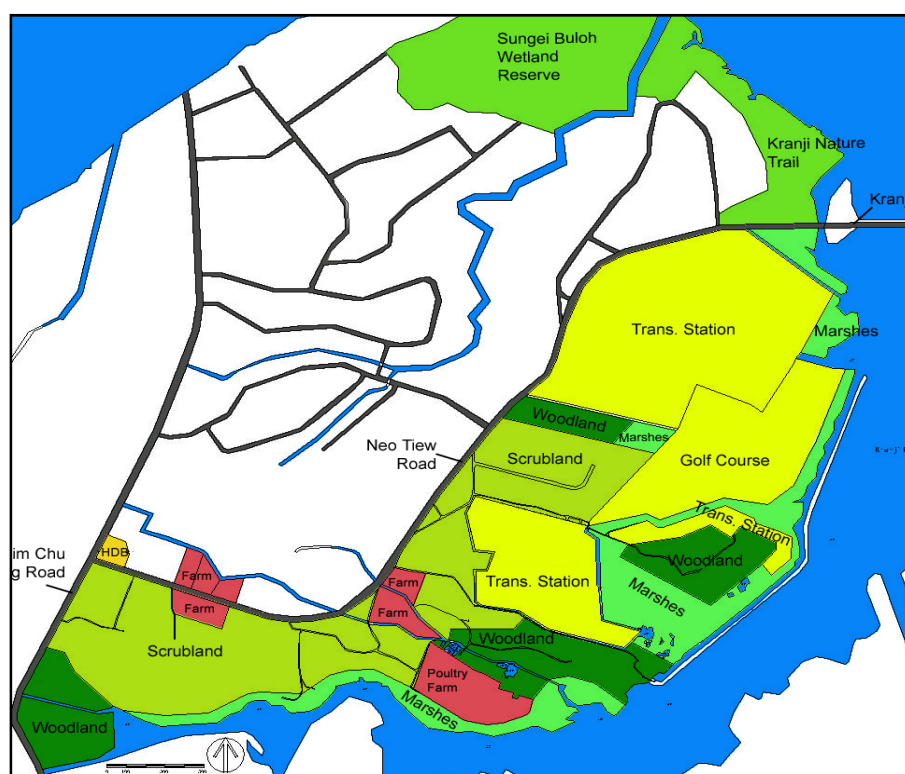 Sungei Buloh
Wetland
Reserve
Kranji Nature
Trail
Kranj
Trans. Station
Marshes
Woodland
Marshes
Neo Tiew
Road
Scrubland
Golf Course
Trans. Station
Woodland
HDB
im Chu
g Road
Farm
Farm
Farm
Farm
Trans. Station
Marshes
Scrubland
Woodland
Poultry
Farm
Marshes
Woodland